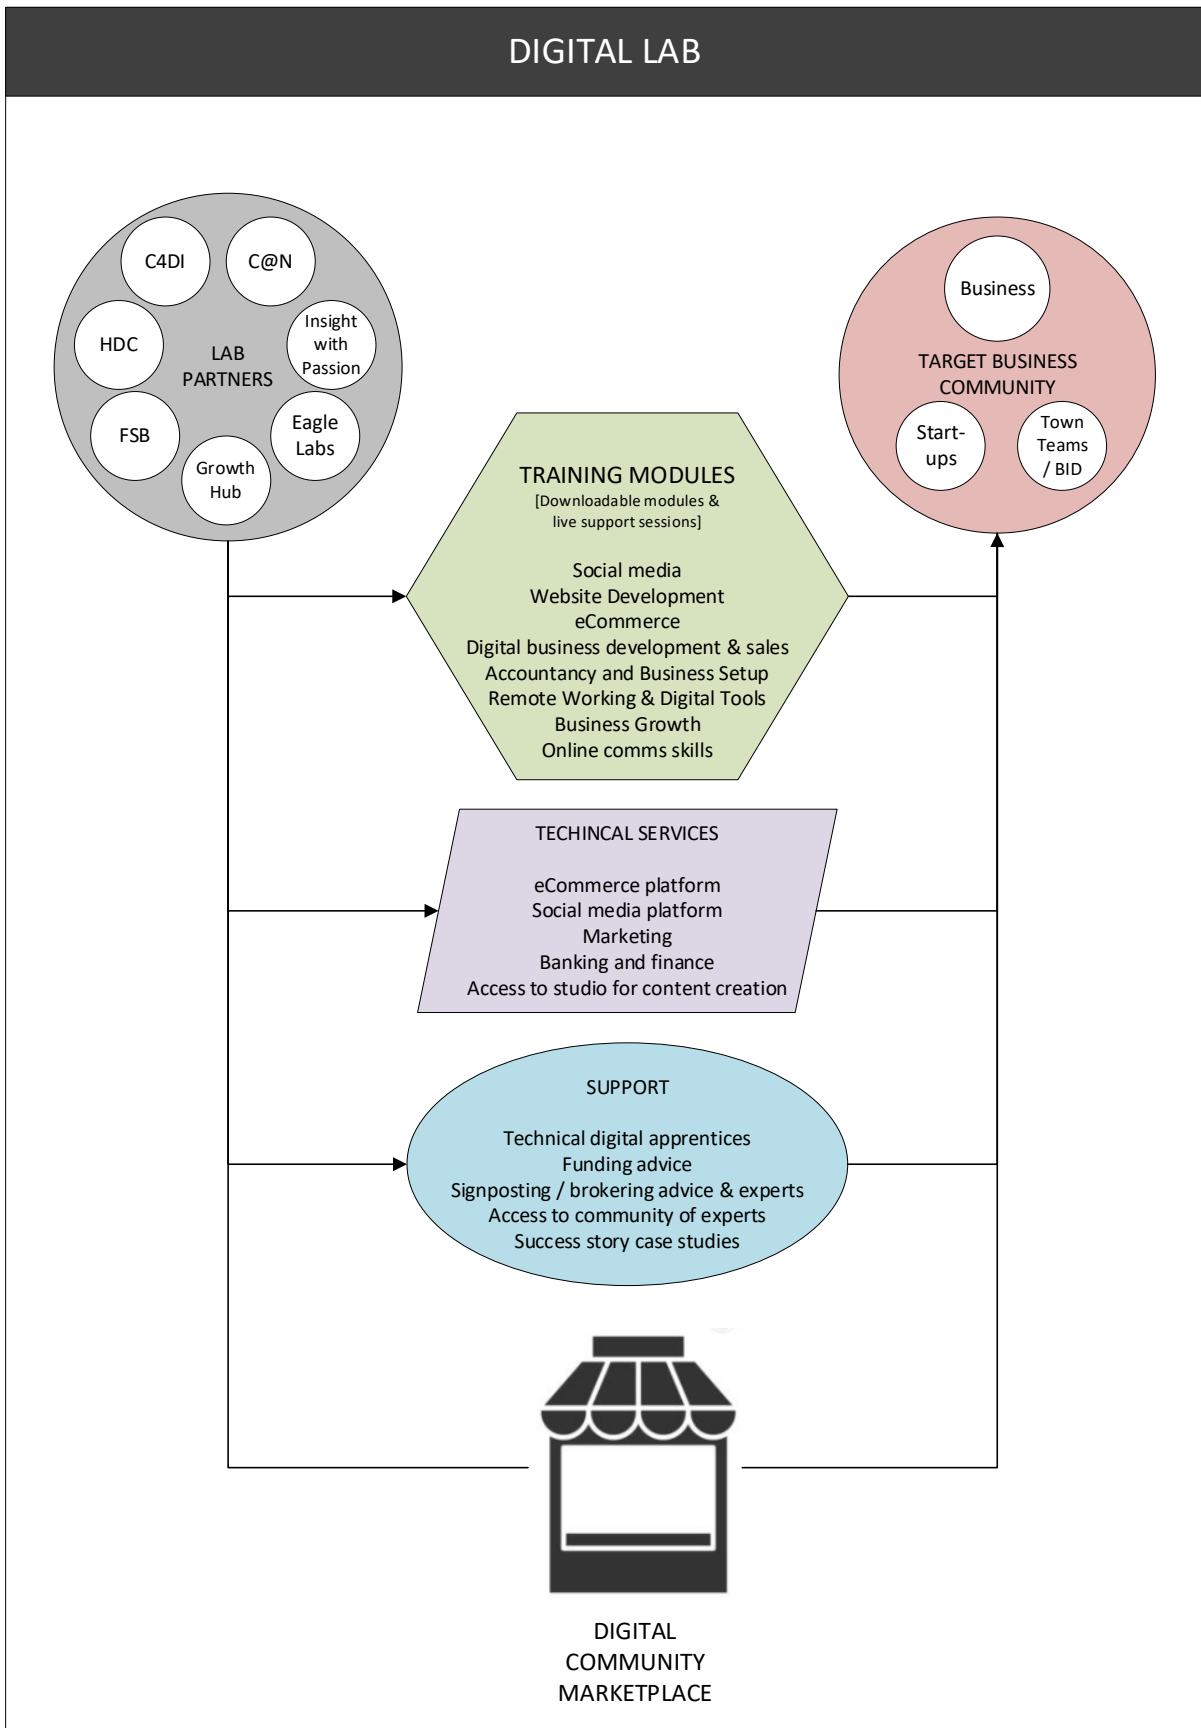 DIGITAL LAB
C4DI
C@N
HDC
Insight
with
Passion
LAB
PARTNERS
FSB
Eagle
Labs
Growth
Hub
Business
TARGET BUSINESS
COMMUNITY
Start-
ups
Town
Teams
/ BID
TRAINING MODULES
[Downloadable modules &
live support sessions]
Social media
Website Development
eCommerce
Digital business development & sales
Accountancy and Business Setup
Remote Working & Digital Tools
Business Growth
Online comms skills
TECHINCAL SERVICES
eCommerce platform
Social media platform
Marketing
Banking and finance
Access to studio for content creation
SUPPORT
Technical digital apprentices
Funding advice
Signposting / brokering advice & experts
Access to community of experts
Success story case studies
DIGITAL
COMMUNITY
MARKETPLACE